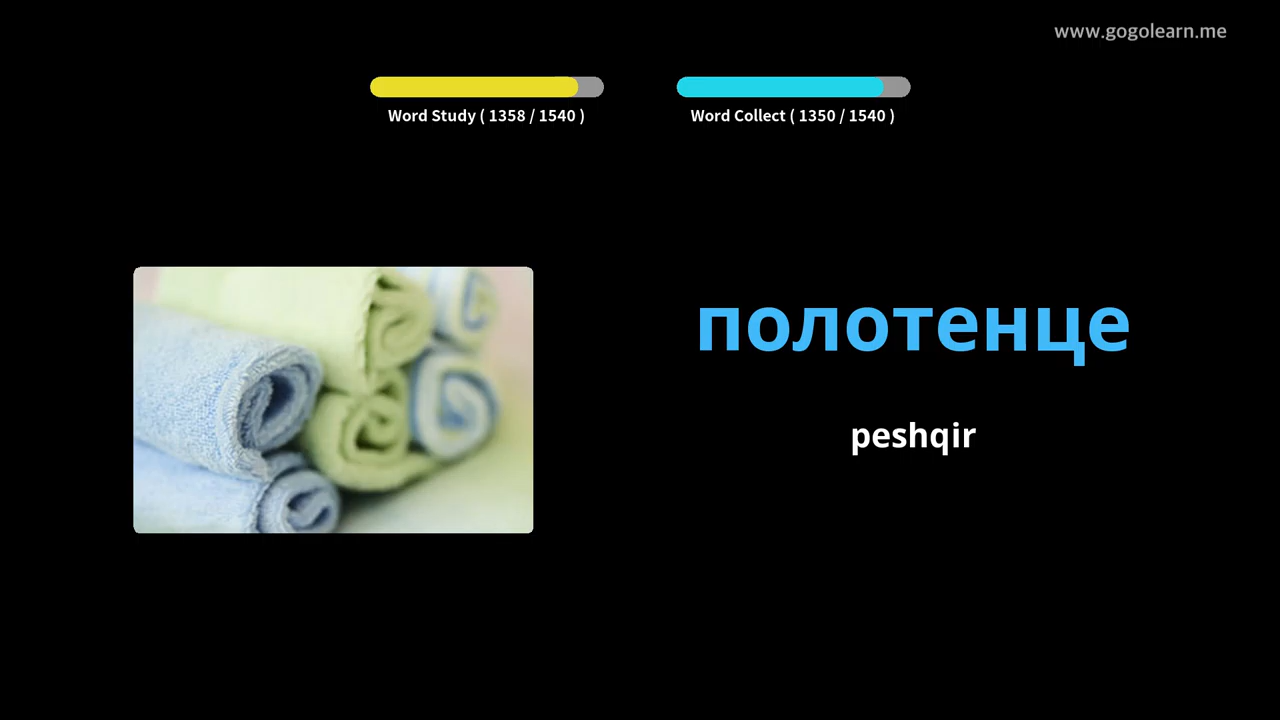 www.gogolearn.me
Word Study ( 1358 / 1540 )
Word Collect ( 1350 / 1540 )
полотенце
peshqir